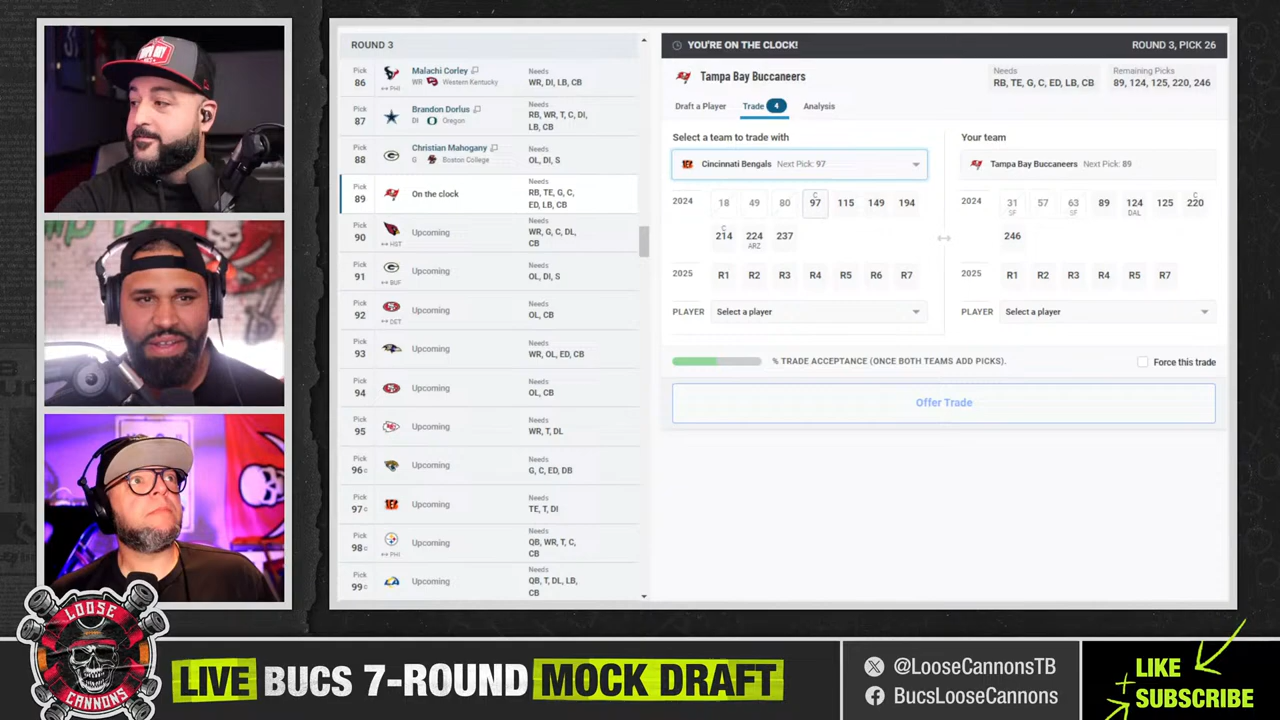 ROUND 3
Pick
86
PHI
Malachi Corley
WR Western Kentucky
Needs
WR, DI, LB, CB
Pick
87
Brandon Dorlus
DI Oregon
Needs
RB, WR, T, C, DI,
LB, CB
Pick
88
Christian Mahogany
G Boston College
Needs
OL, DI, S
Pick
89
On the clock
Needs
RB, TE, G, C,
ED, LB, CB
Pick
90
HST
Upcoming
Needs
WR, G, C, DL,
CB
Pick
91
BUF
Upcoming
Needs
OL, DI, S
Pick
92
DET
Upcoming
Needs
OL, CB
Pick
93
Upcoming
Needs
WR, OL, ED, CB
Pick
94
Upcoming
Needs
OL, CB
Pick
95
Upcoming
Needs
WR, T, DL
Pick
96 C
Upcoming
Needs
G, C, ED, DB
Pick
97 C
Upcoming
Needs
TE, T, DI
Pick
98 C
PHI
Upcoming
Needs
QB, WR, T, C,
CB
Pick
99 C
Upcoming
Needs
QB, T, DL, LB,
CB
YOU'RE ON THE CLOCK!
ROUND 3, PICK 26
Tampa Bay Buccaneers
Needs
RB, TE, G, C, ED, LB, CB
Remaining Picks
89, 124, 125, 220, 246
Draft a Player Trade 4 Analysis
Select a team to trade with
Cincinnati Bengals Next Pick: 97
2024 18 49 80 C 97 115 149 194
C 214 224 ARZ 237
2025 R1 R2 R3 R4 R5 R6 R7
PLAYER Select a player
Your team
Tampa Bay Buccaneers Next Pick: 89
2024 31 SF 57 63 SF 89 124 DAL 125 C 220
246
2025 R1 R2 R3 R4 R5 R7
PLAYER Select a player
% TRADE ACCEPTANCE (ONCE BOTH TEAMS ADD PICKS).
Force this trade
Offer Trade
LOOSE
CANNONS
LIVE BUCS 7-ROUND MOCK DRAFT
@LooseCannonsTB
BucsLooseCannons
LIKE
+ SUBSCRIBE